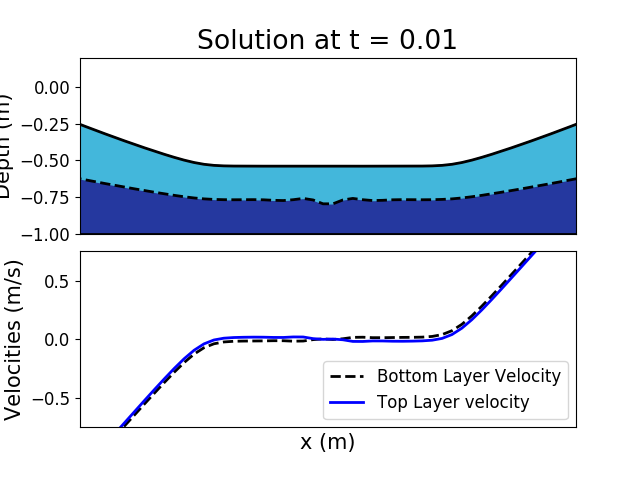 Solution at t = 0.01
Depth (m)
0.00
−0.25
−0.50
−0.75
−1.00
Velocities (m/s)
0.5
0.0
−0.5
Bottom Layer Velocity
Top Layer velocity
x (m)